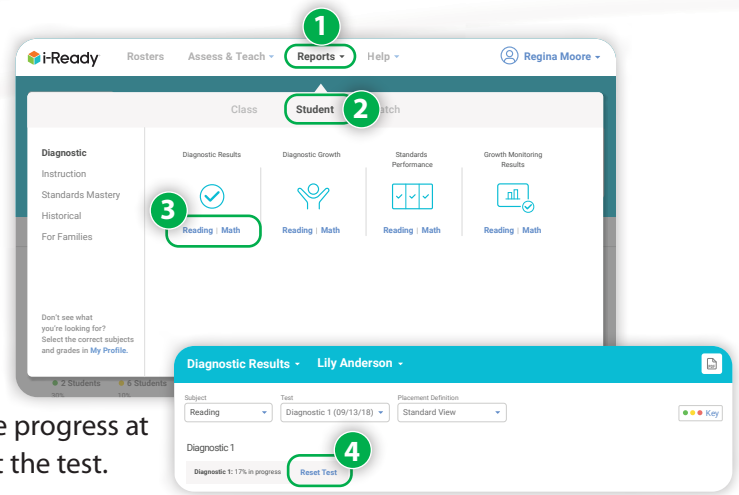 1
i-Ready Rosters Assess & Teach Reports Help Regina Moore
Class Student 2
Diagnostic
Instruction
Standards Mastery
Historical
For Families
Diagnostic Results Diagnostic Growth Standards Performance Growth Monitoring Results
3
Reading | Math Reading | Math Reading | Math Reading | Math
Don't see what
you're looking for?
Select the correct subjects
and grades in My Profile.
2 Students 6 Students
Diagnostic Results Lily Anderson
Subject Test Placement Definition
Reading Diagnostic 1 (09/13/18) Standard View Key
Diagnostic 1
4
Diagnostic 1: 17% in progress Reset Test
progress at
the test.